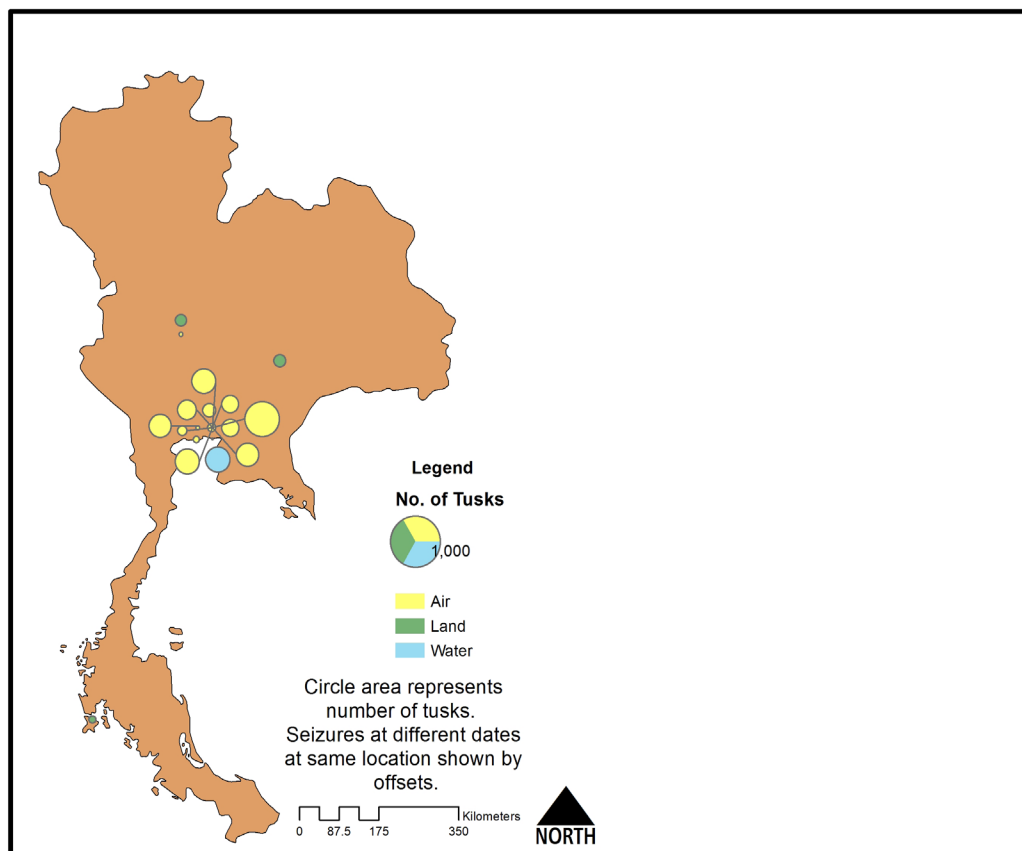 Legend
No. of Tusks
1,000
Air
Land
Water
Circle area represents
number of tusks.
Seizures at different dates
at same location shown by
offsets.
Kilometers
0 87.5 175 350
NORTH